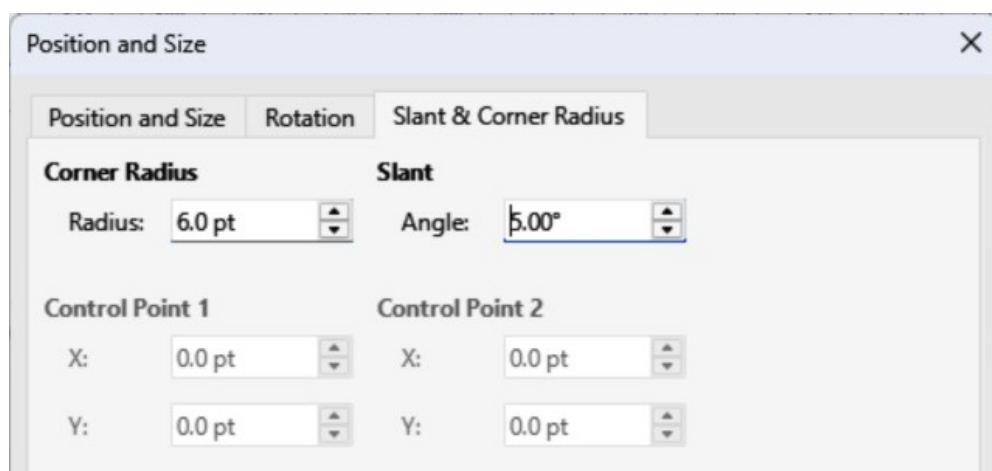 Position and Size
Position and Size Rotation Slant & Corner Radius
Corner Radius Slant
Radius: 6.0 pt Angle: 5.00°
Control Point 1 Control Point 2
X: 0.0 pt X: 0.0 pt
Y: 0.0 pt Y: 0.0 pt